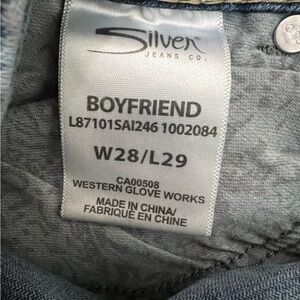 Silver
JEANS CO.
BOYFRIEND
L87101SAI246 1002084
W28/L29
CA00508
WESTERN GLOVE WORKS
MADE IN CHINA/
FABRIQUÉ EN CHINE